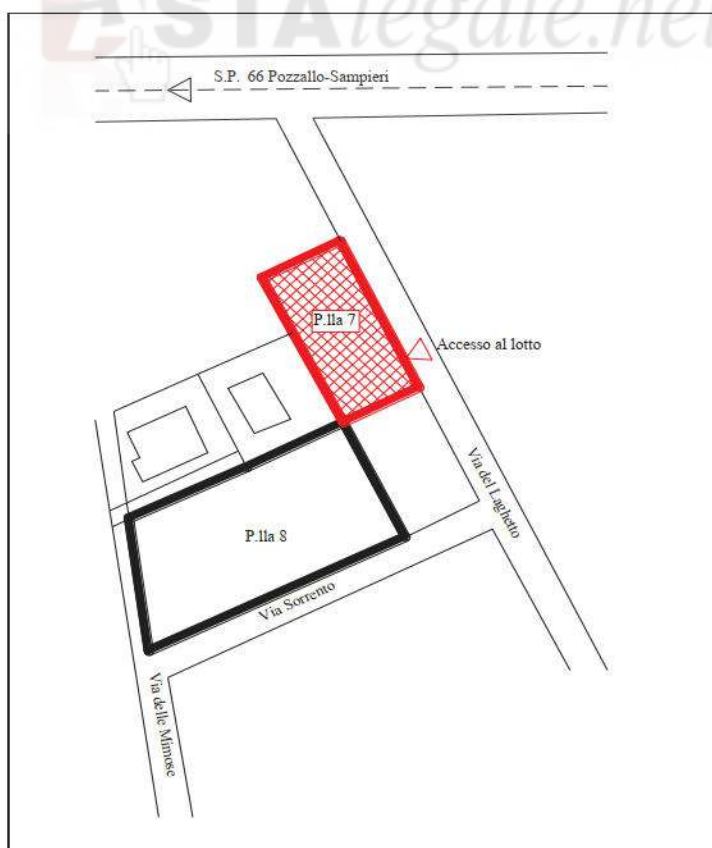 ASTAlegale.net
S.P. 66 Pozzallo-Sampieri
P.lla 7
Accesso al lotto
Via del Laghetto
P.lla 8
Via Sorrento
Via delle Mimose